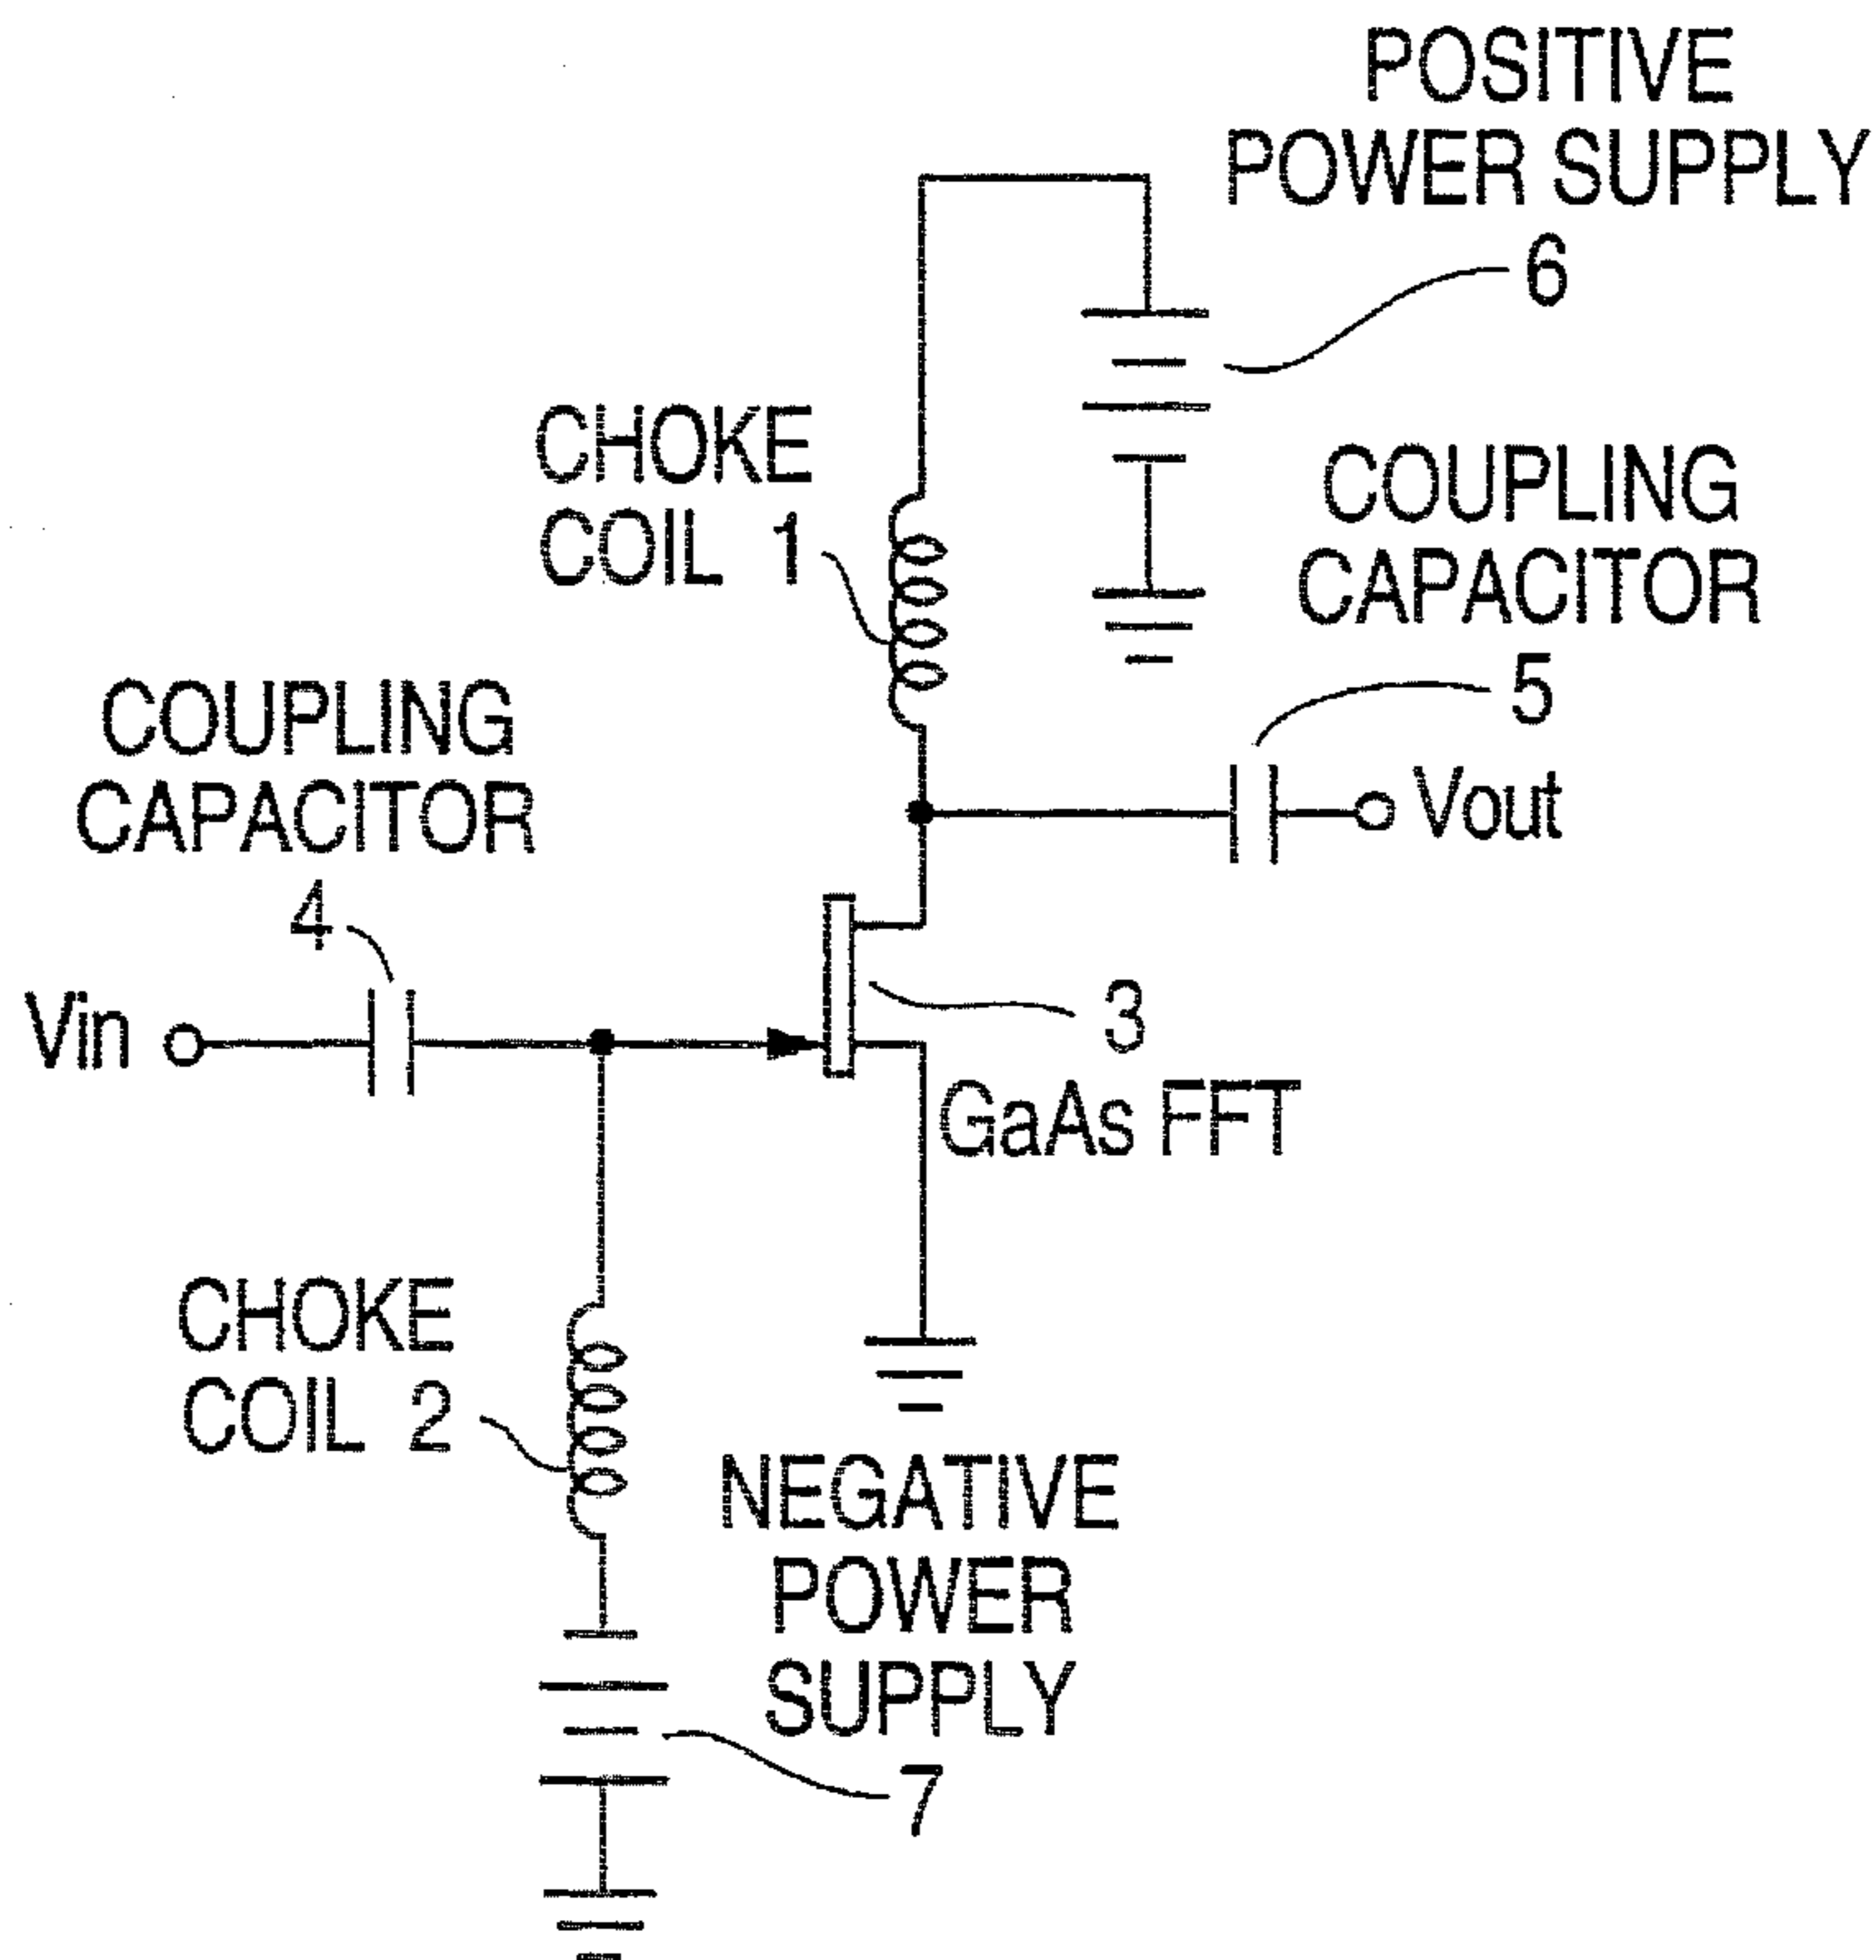 POSITIVE
POWER SUPPLY
6
CHOKE
COIL 1
COUPLING
CAPACITOR
5
COUPLING
CAPACITOR
4
Vout
Vin
3
GaAs FFT
CHOKE
COIL 2
NEGATIVE
POWER
SUPPLY
7